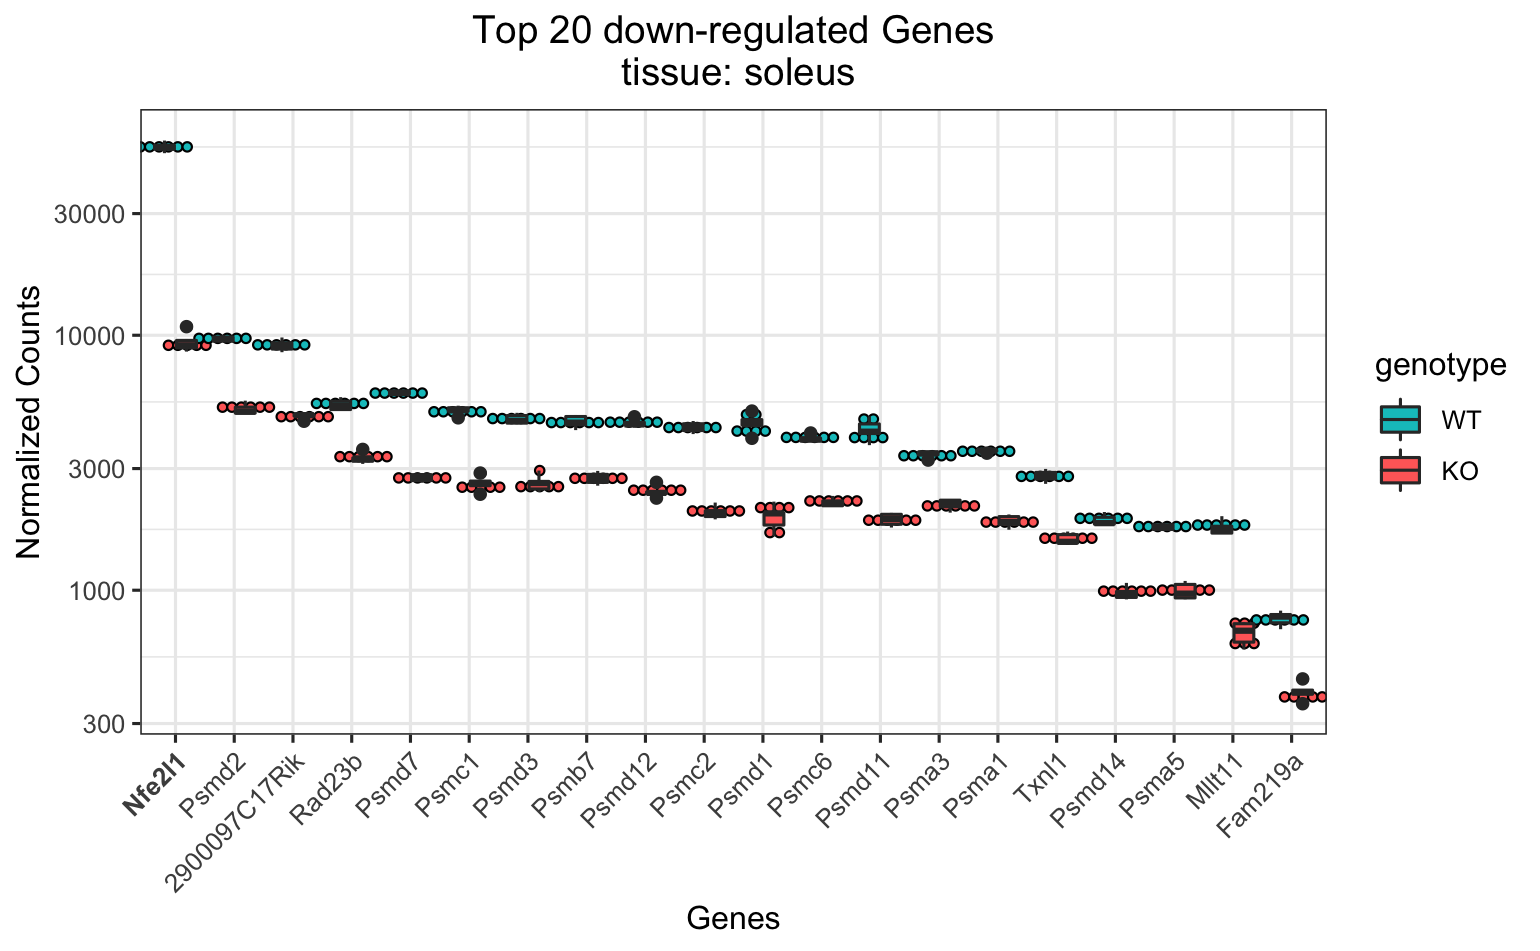 Top 20 down-regulated Genes
tissue: soleus
Normalized Counts
30000
10000
3000
1000
300
Nfe2l1
Psmd2
2900097C17Rik
Rad23b
Psmd7
Psmc1
Psmd3
Psmb7
Psmd12
Psmc2
Psmd1
Psmc6
Psmd11
Psma3
Psma1
Txnl1
Psmd14
Psma5
Mllt11
Fam219a
Genes
genotype
WT
KO